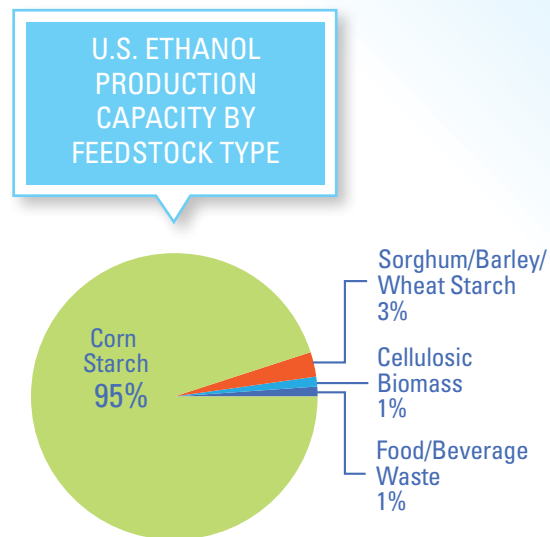 U.S. ETHANOL
PRODUCTION
CAPACITY BY
FEEDSTOCK TYPE
Corn
Starch
95%
Sorghum/Barley/
Wheat Starch
3%
Cellulosic
Biomass
1%
Food/Beverage
Waste
1%